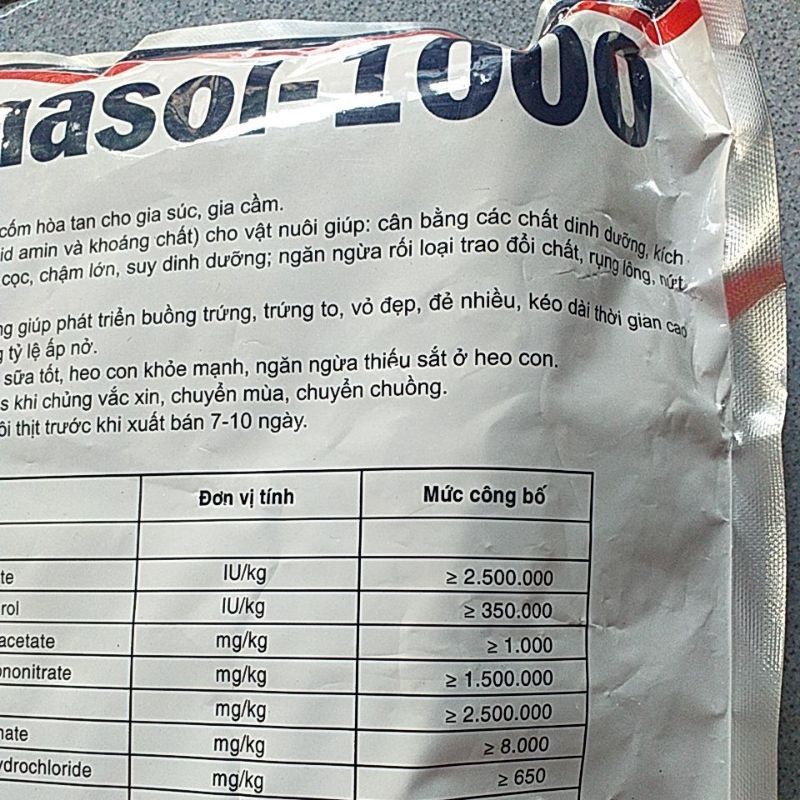 asol-1000
cốm hòa tan cho gia súc, gia cầm.
id amin và khoáng chất) cho vật nuôi giúp: cân bằng các chất dinh dưỡng, kích
cọc, chậm lớn, suy dinh dưỡng; ngăn ngừa rối loại trao đổi chất, rụng lông, nứt
ng giúp phát triển buồng trứng, trứng to, vỏ đẹp, đẻ nhiều, kéo dài thời gian cao
tỷ lệ ấp nở.
sữa tốt, heo con khỏe mạnh, ngăn ngừa thiếu sắt ở heo con.
s khi chủng vắc xin, chuyển mùa, chuyển chuồng.
ôi thịt trước khi xuất bán 7-10 ngày.
Đơn vị tính Mức công bố
te IU/kg ≥ 2.500.000
rol IU/kg ≥ 350.000
acetate mg/kg ≥ 1.000
ononitrate mg/kg ≥ 1.500.000
mg/kg ≥ 2.500.000
nate mg/kg ≥ 8.000
ydrochloride mg/kg ≥ 650